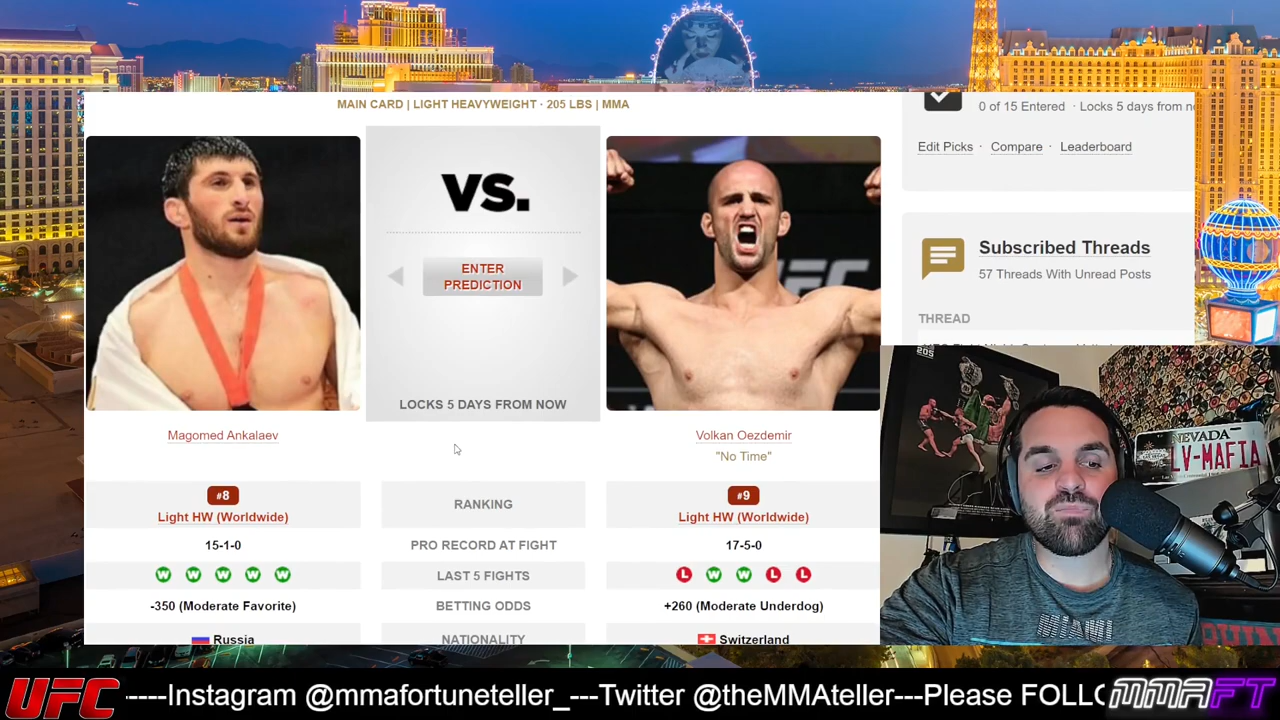 MAIN CARD | LIGHT HEAVYWEIGHT · 205 LBS | MMA
0 of 15 Entered · Locks 5 days from
Edit Picks · Compare · Leaderboard
VS.
ENTER
PREDICTION
LOCKS 5 DAYS FROM NOW
Subscribed Threads
57 Threads With Unread Posts
THREAD
205
UFC
Magomed Ankalaev
Volkan Oezdemir
"No Time"
NEVADA
LV-MAFIA
#8 RANKING #9
Light HW (Worldwide) Light HW (Worldwide)
15-1-0 PRO RECORD AT FIGHT 17-5-0
W W W W W LAST 5 FIGHTS L W W L L
-350 (Moderate Favorite) BETTING ODDS +260 (Moderate Underdog)
Russia NATIONALITY Switzerland
UFC ----Instagram @mmafortuneteller_---Twitter @theMMAteller---Please FOLLO MMAFT